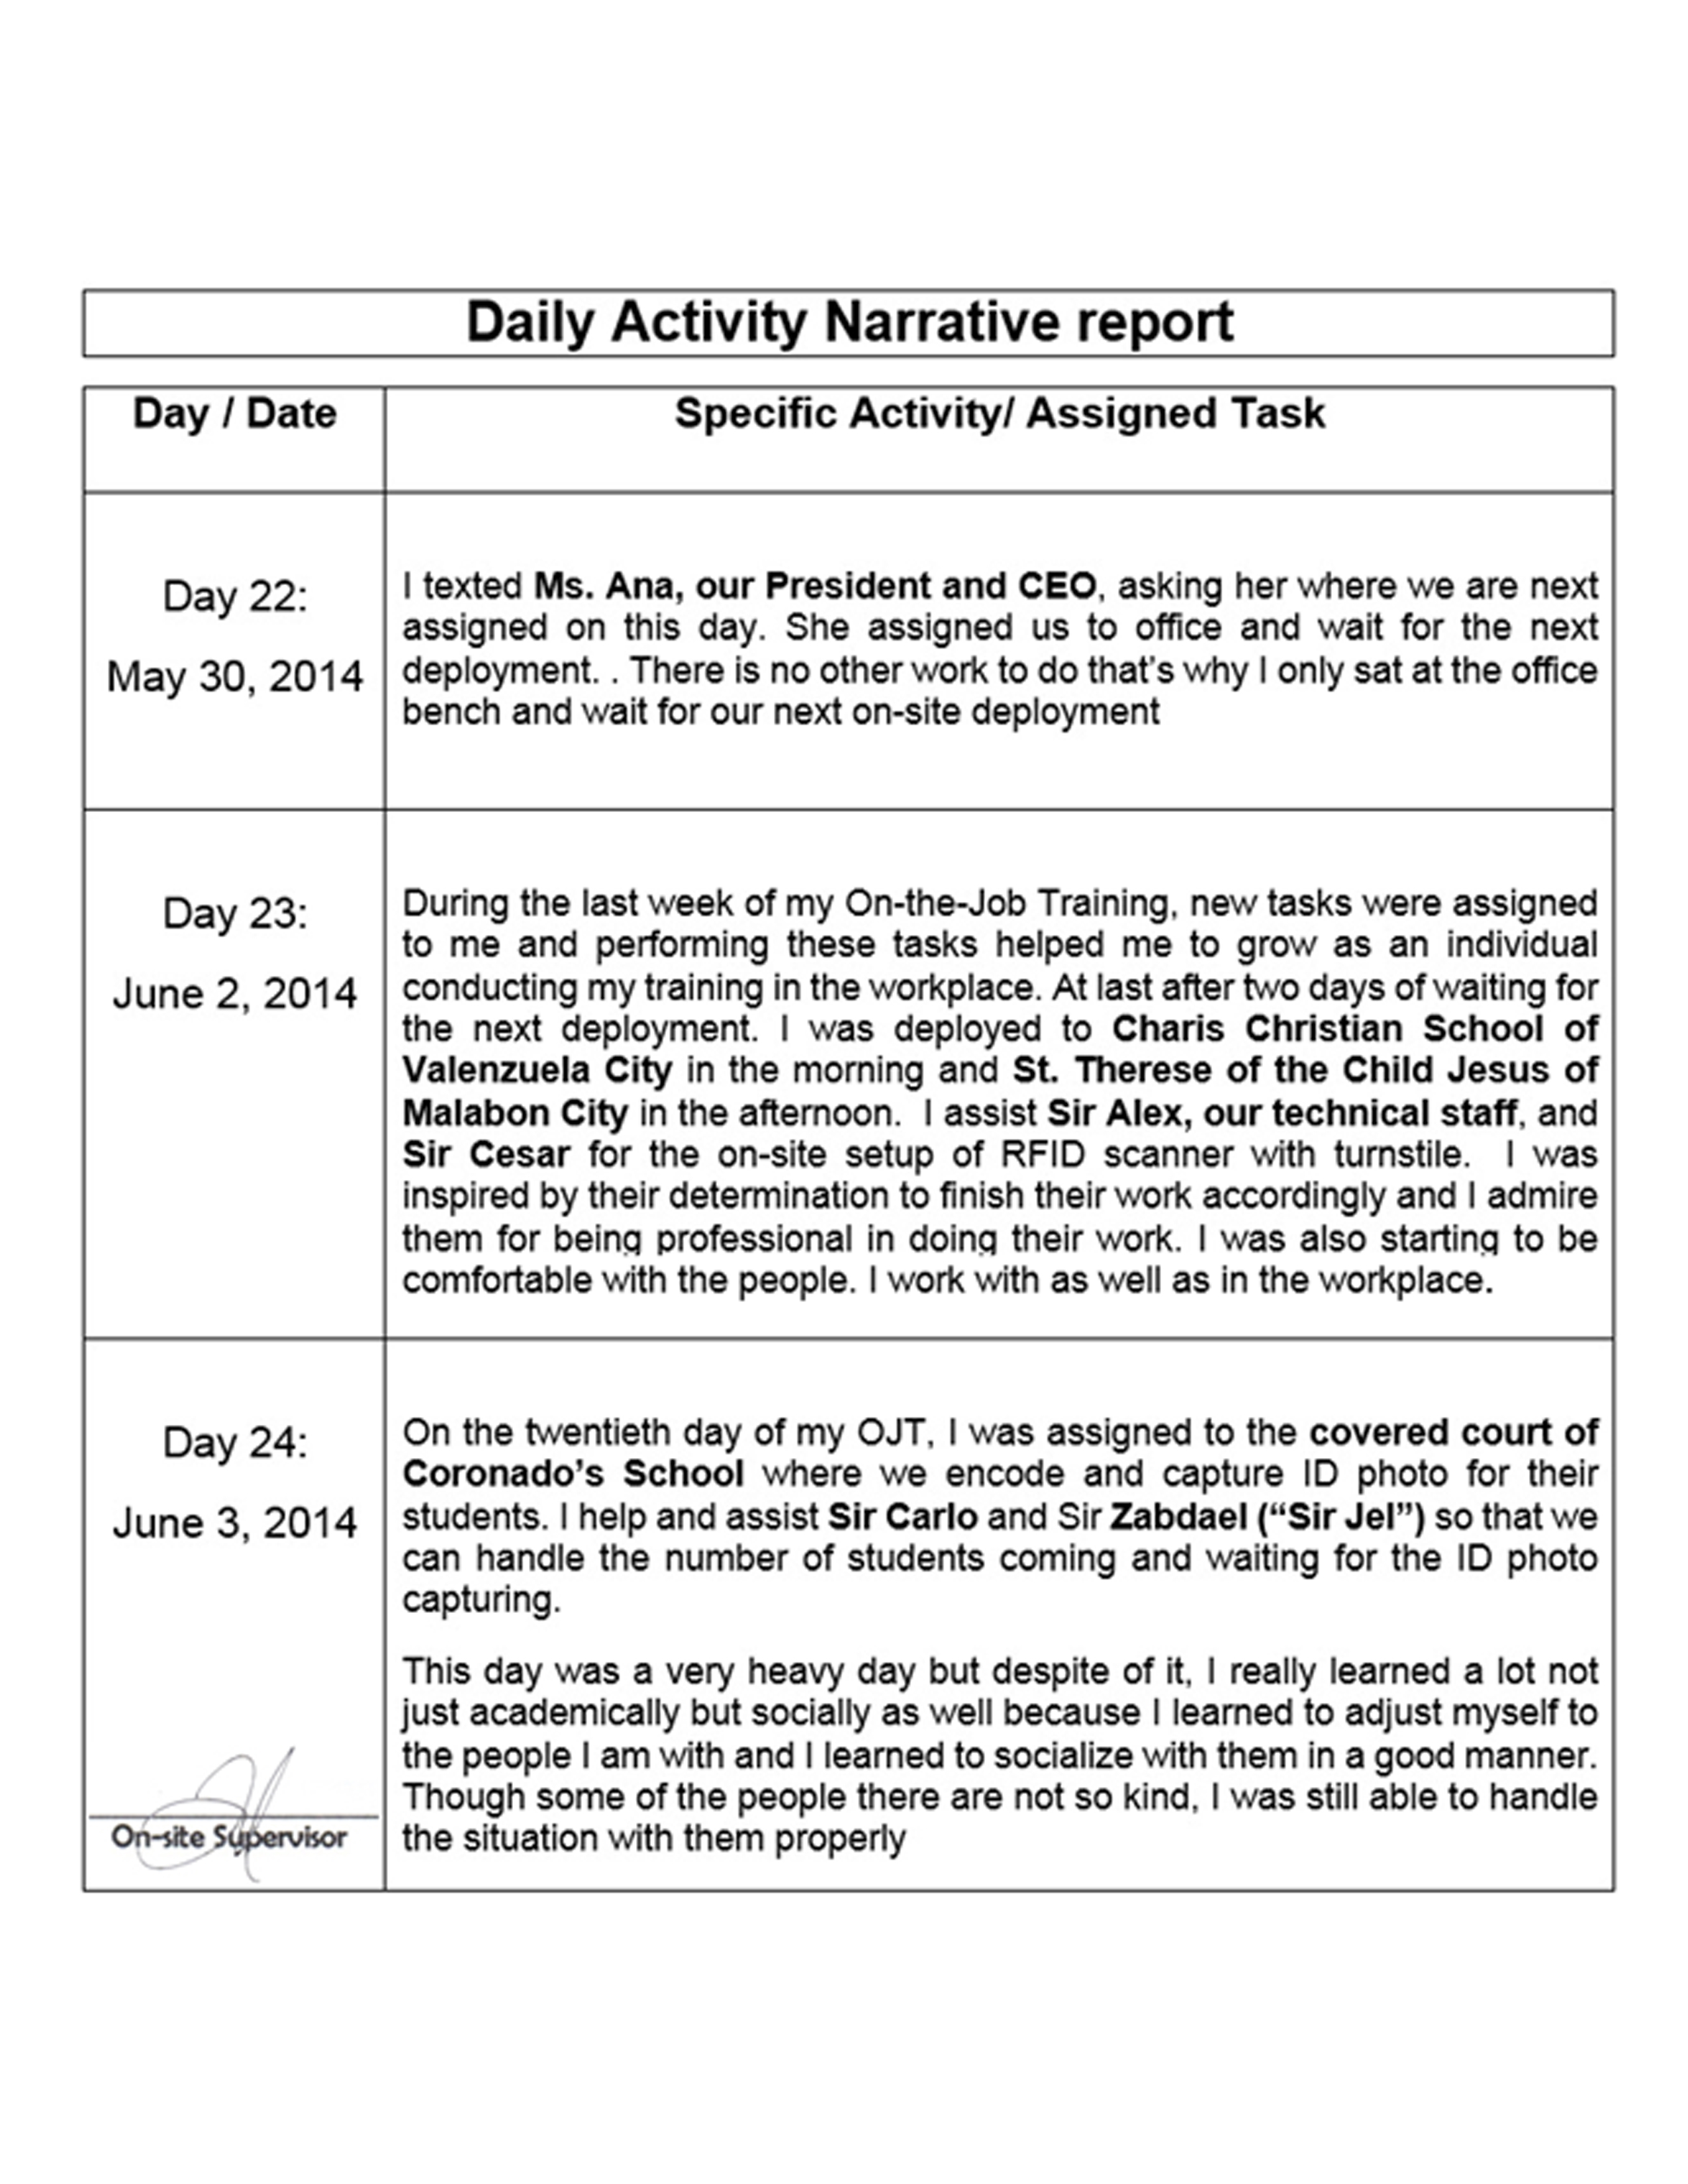 Daily Activity Narrative report
Day / Date
Specific Activity/ Assigned Task
Day 22:
May 30, 2014
I texted Ms. Ana, our President and CEO, asking her where we are next
assigned on this day. She assigned us to office and wait for the next
deployment. . There is no other work to do that's why I only sat at the office
bench and wait for our next on-site deployment
Day 23:
June 2, 2014
During the last week of my On-the-Job Training, new tasks were assigned
to me and performing these tasks helped me to grow as an individual
conducting my training in the workplace. At last after two days of waiting for
the next deployment. I was deployed to Charis Christian School of
Valenzuela City in the morning and St. Therese of the Child Jesus of
Malabon City in the afternoon. I assist Sir Alex, our technical staff, and
Sir Cesar for the on-site setup of RFID scanner with turnstile. I was
inspired by their determination to finish their work accordingly and I admire
them for being professional in doing their work. I was also starting to be
comfortable with the people. I work with as well as in the workplace.
Day 24:
June 3, 2014
On the twentieth day of my OJT, I was assigned to the covered court of
Coronado's School where we encode and capture ID photo for their
students. I help and assist Sir Carlo and Sir Zabdael (“Sir Jel”) so that we
can handle the number of students coming and waiting for the ID photo
capturing.
This day was a very heavy day but despite of it, I really learned a lot not
just academically but socially as well because I learned to adjust myself to
the people I am with and I learned to socialize with them in a good manner.
Though some of the people there are not so kind, I was still able to handle
the situation with them properly
On-site Supervisor